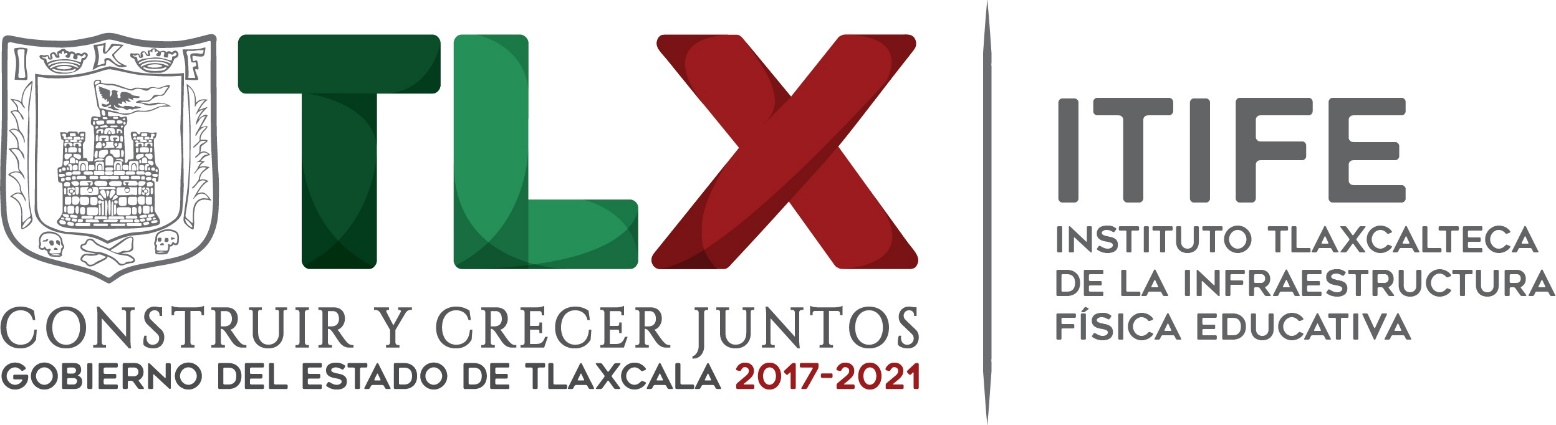 I K F
TLX
CONSTRUIR Y CRECER JUNTOS
GOBIERNO DEL ESTADO DE TLAXCALA 2017-2021
ITIFE
INSTITUTO TLAXCALTECA
DE LA INFRAESTRUCTURA
FÍSICA EDUCATIVA